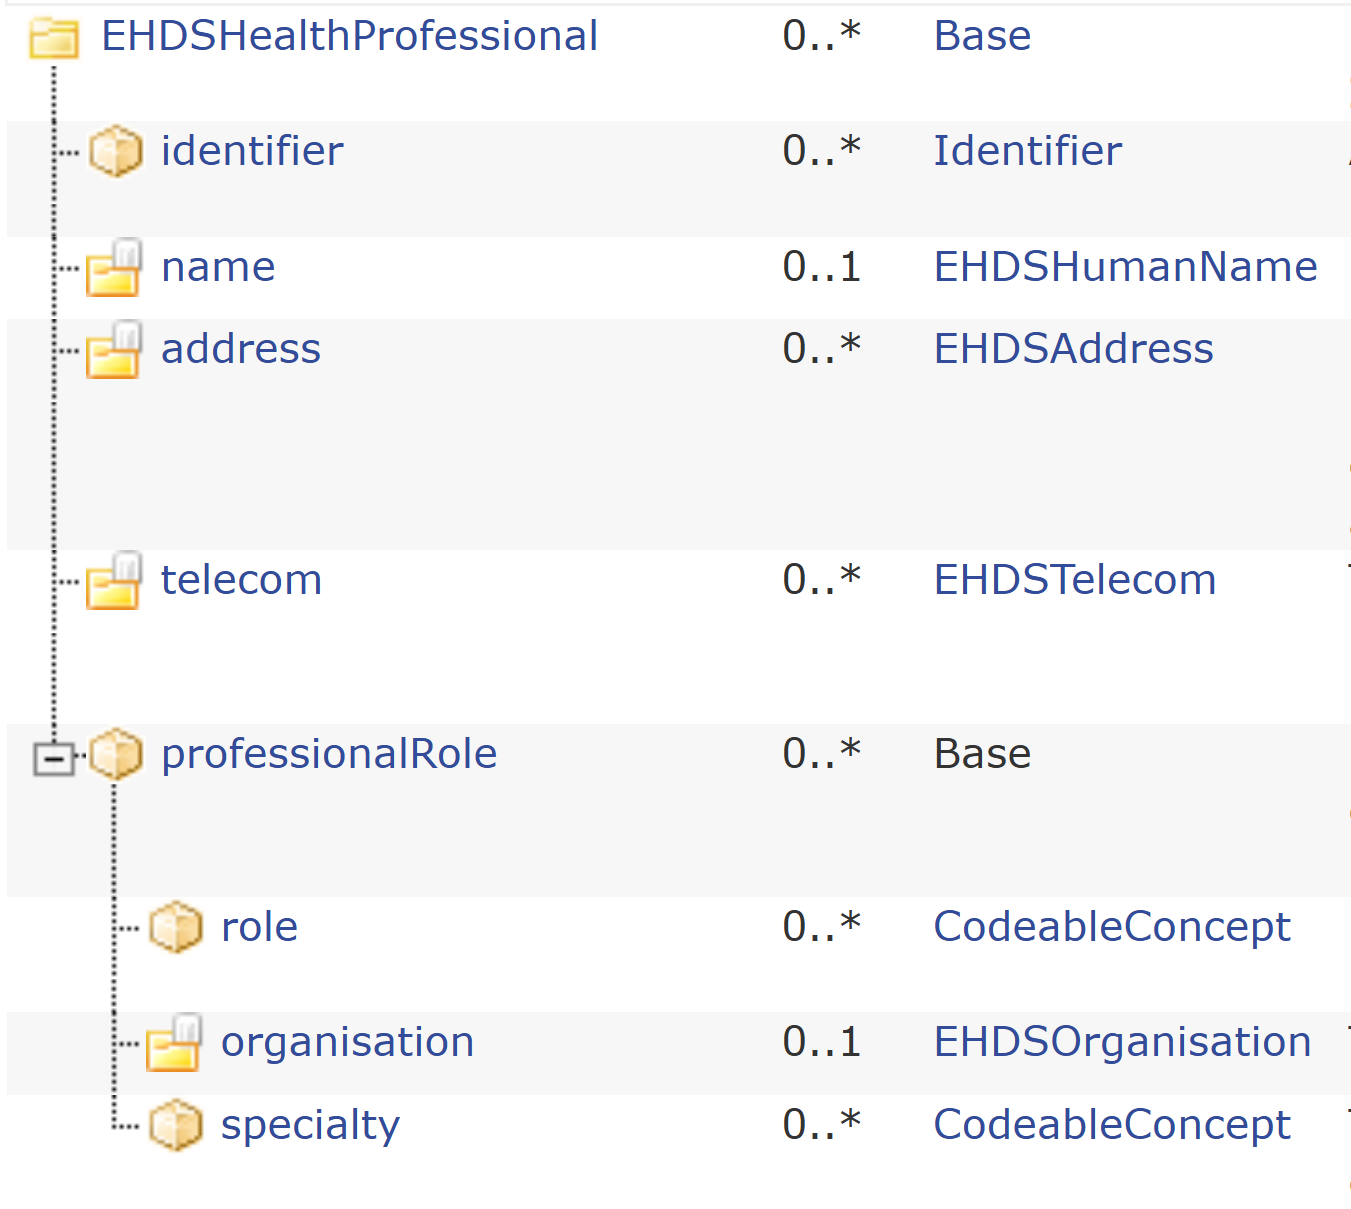 EHDSHealthProfessional 0..* Base
identifier 0..* Identifier
name 0..1 EHDSHumanName
address 0..* EHDSAddress
telecom 0..* EHDSTelecom
professionalRole 0..* Base
role 0..* CodeableConcept
organisation 0..1 EHDSOrganisation
specialty 0..* CodeableConcept